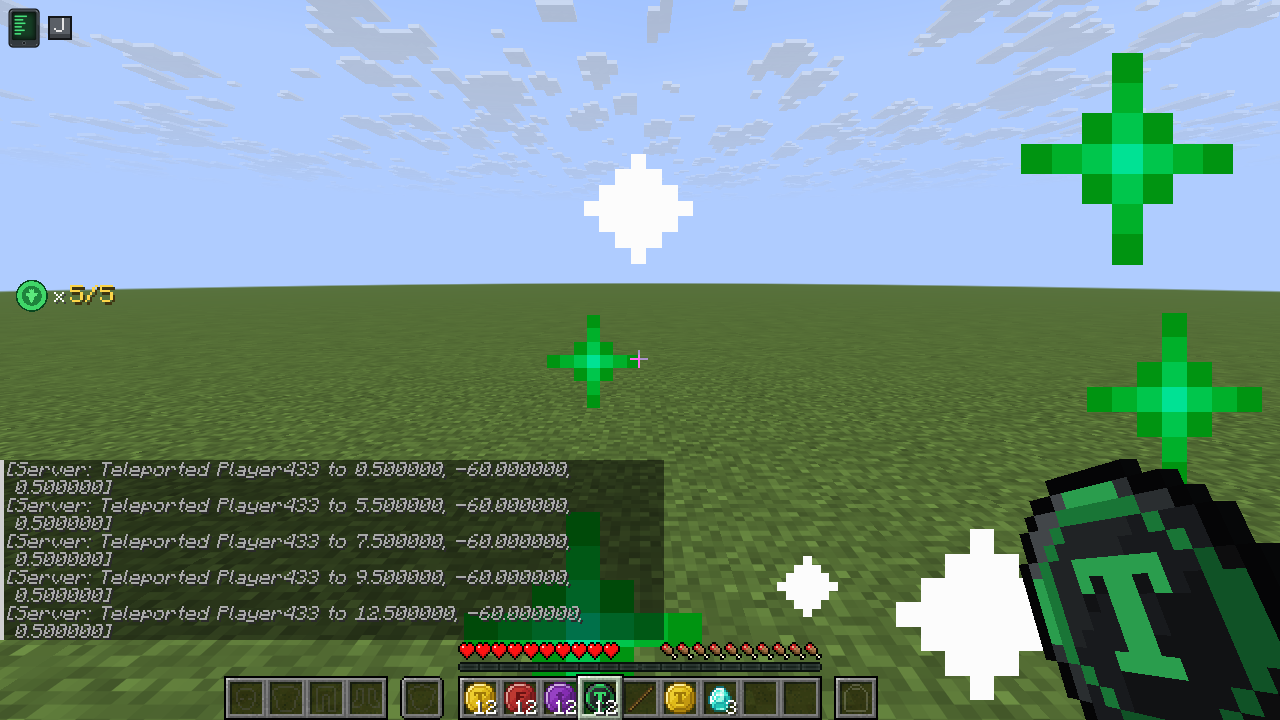 J
x 5/5
[Server: Teleported Player433 to 0.500000, -60.000000,
0.500000]
[Server: Teleported Player433 to 5.500000, -60.000000,
0.500000]
[Server: Teleported Player433 to 7.500000, -60.000000,
0.500000]
[Server: Teleported Player433 to 9.500000, -60.000000,
0.500000]
[Server: Teleported Player433 to 12.500000, -60.000000,
0.500000]
T
T 12 F 12 T 12 T 12 T 3